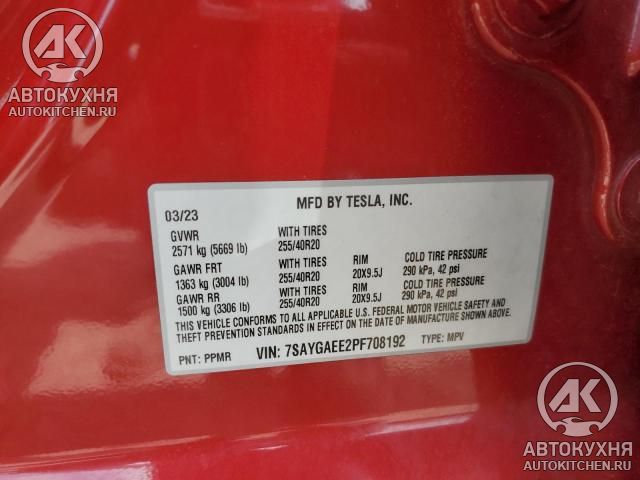 АК
АВТОКУХНЯ
AUTOKITCHEN.RU
MFD BY TESLA, INC.
03/23
GVWR WITH TIRES
2571 kg (5669 lb) 255/40R20
GAWR FRT WITH TIRES RIM COLD TIRE PRESSURE
1363 kg (3004 lb) 255/40R20 20X9.5J 290 kPa, 42 psi
GAWR RR WITH TIRES RIM COLD TIRE PRESSURE
1500 kg (3306 lb) 255/40R20 20X9.5J 290 kPa, 42 psi
THIS VEHICLE CONFORMS TO ALL APPLICABLE U.S. FEDERAL MOTOR VEHICLE SAFETY AND
THEFT PREVENTION STANDARDS IN EFFECT ON THE DATE OF MANUFACTURE SHOWN ABOVE.
PNT: PPMR VIN: 7SAYGAEE2PF708192 TYPE: MPV
АК
АВТОКУХНЯ
AUTOKITCHEN.RU